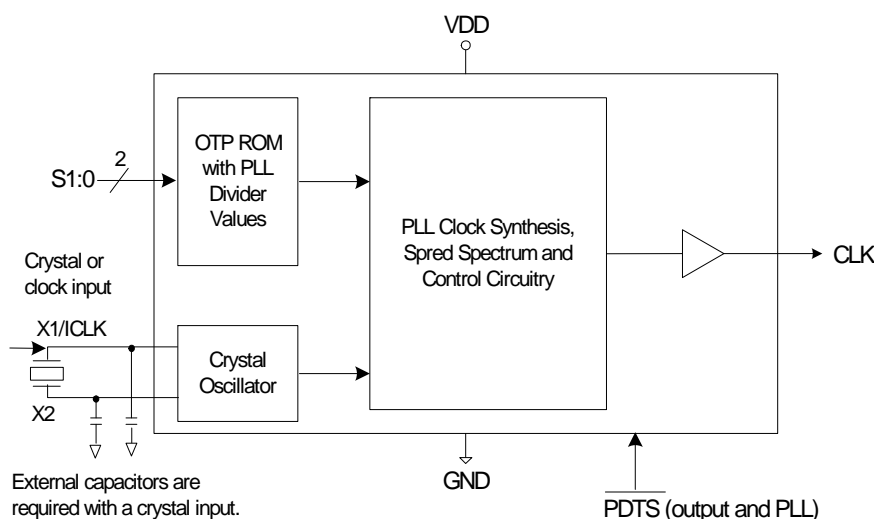 VDD
OTP ROM
with PLL
Divider
Values
2
S1:0
PLL Clock Synthesis,
Spred Spectrum and
Control Circuitry
CLK
Crystal or
clock input
X1/ICLK
Crystal
Oscillator
X2
External capacitors are
required with a crystal input.
GND
PDTS (output and PLL)